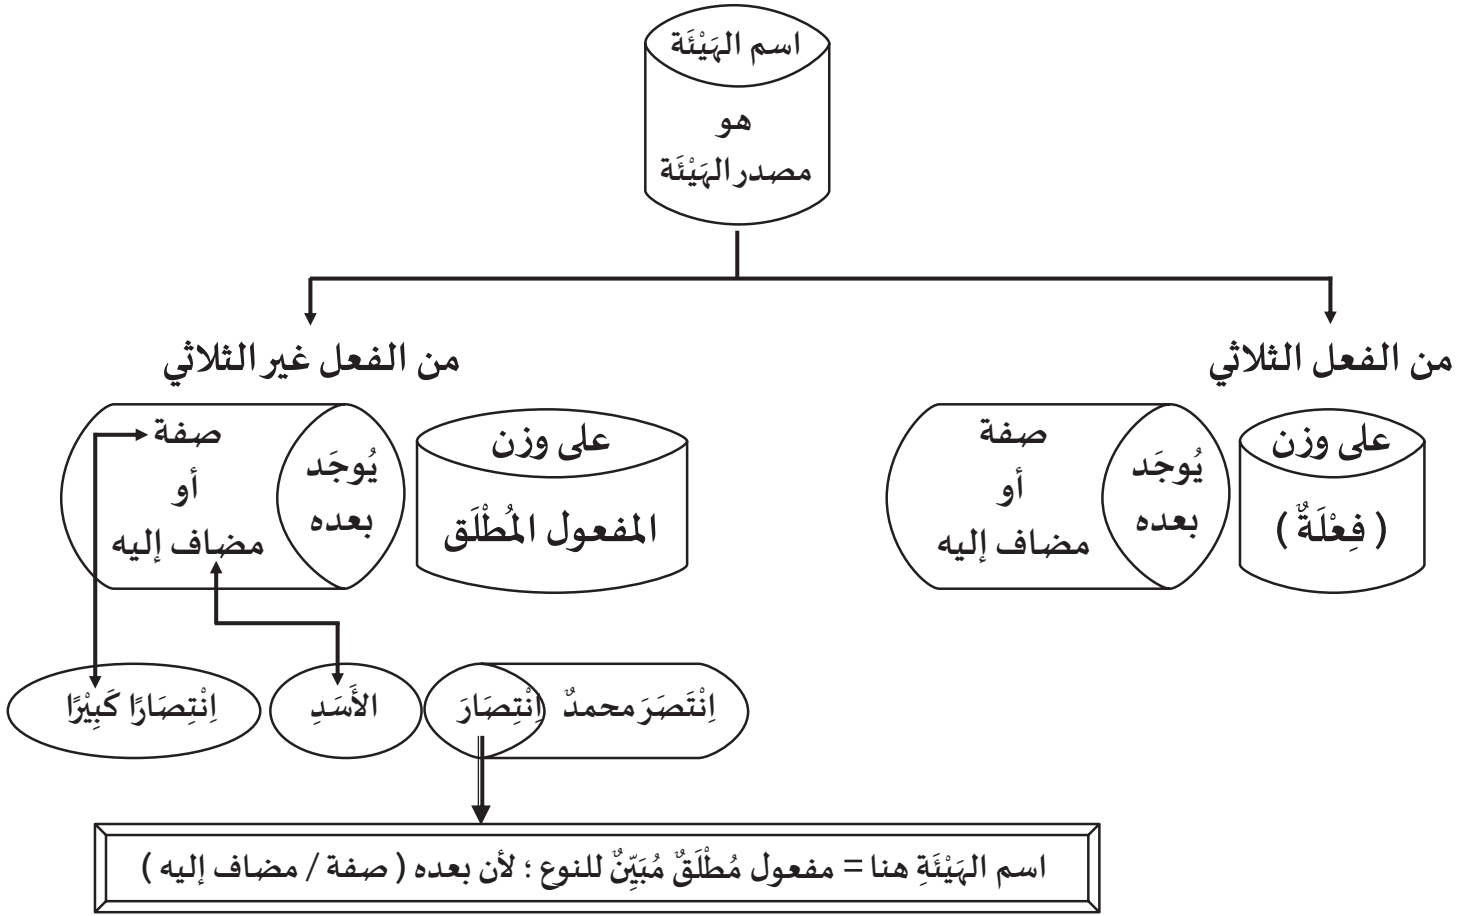 اسم الهَيْئَة
هو
مصدر الهَيْئَة
من الفعل الثلاثي
على وزن
( فِعْلَةٌ )
يُوجَد
بعده
صفة
أو
مضاف إليه
من الفعل غير الثلاثي
على وزن
المفعول المُطْلَق
يُوجَد
بعده
صفة
أو
مضاف إليه
اِنْتَصَرَ محمدٌ اِنْتِصَارَ
الأَسَدِ
اِنْتِصَارًا كَبِيْرًا
اسم الهَيْئَةِ هنا = مفعول مُطْلَقٌ مُبَيِّنٌ للنوع ؛ لأن بعده ( صفة / مضاف إليه )